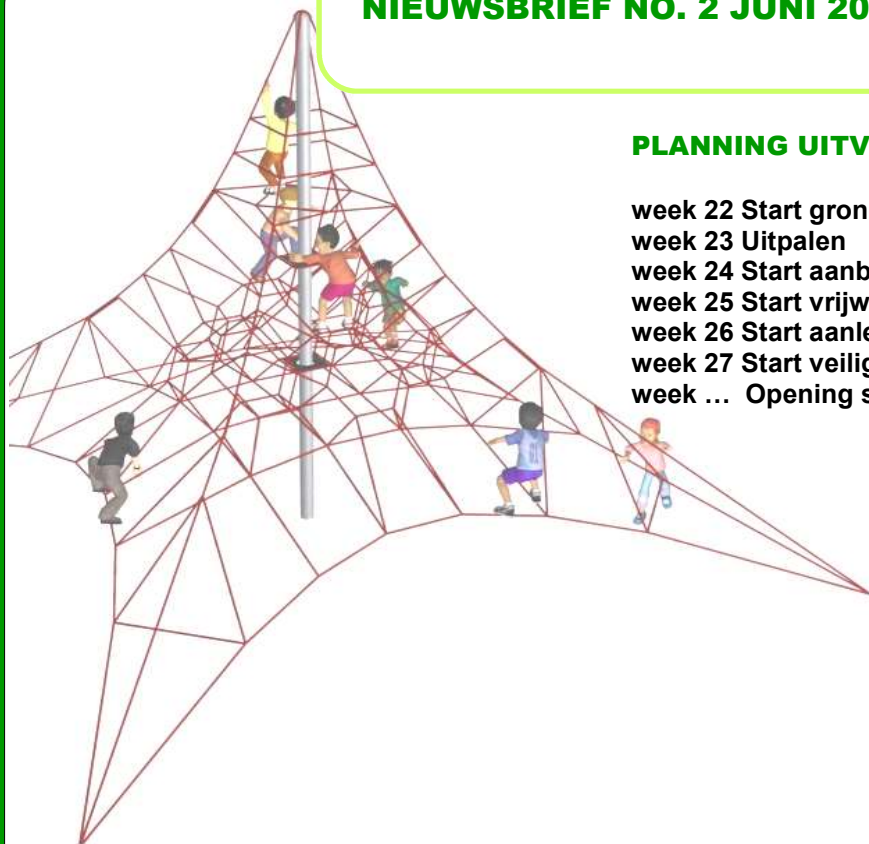 NIEUWSBRIEF NO. 2 JUNI 20
PLANNING UITV
week 22 Start gron
week 23 Uitpalen
week 24 Start aanb
week 25 Start vrijw
week 26 Start aanle
week 27 Start veilig
week … Opening s